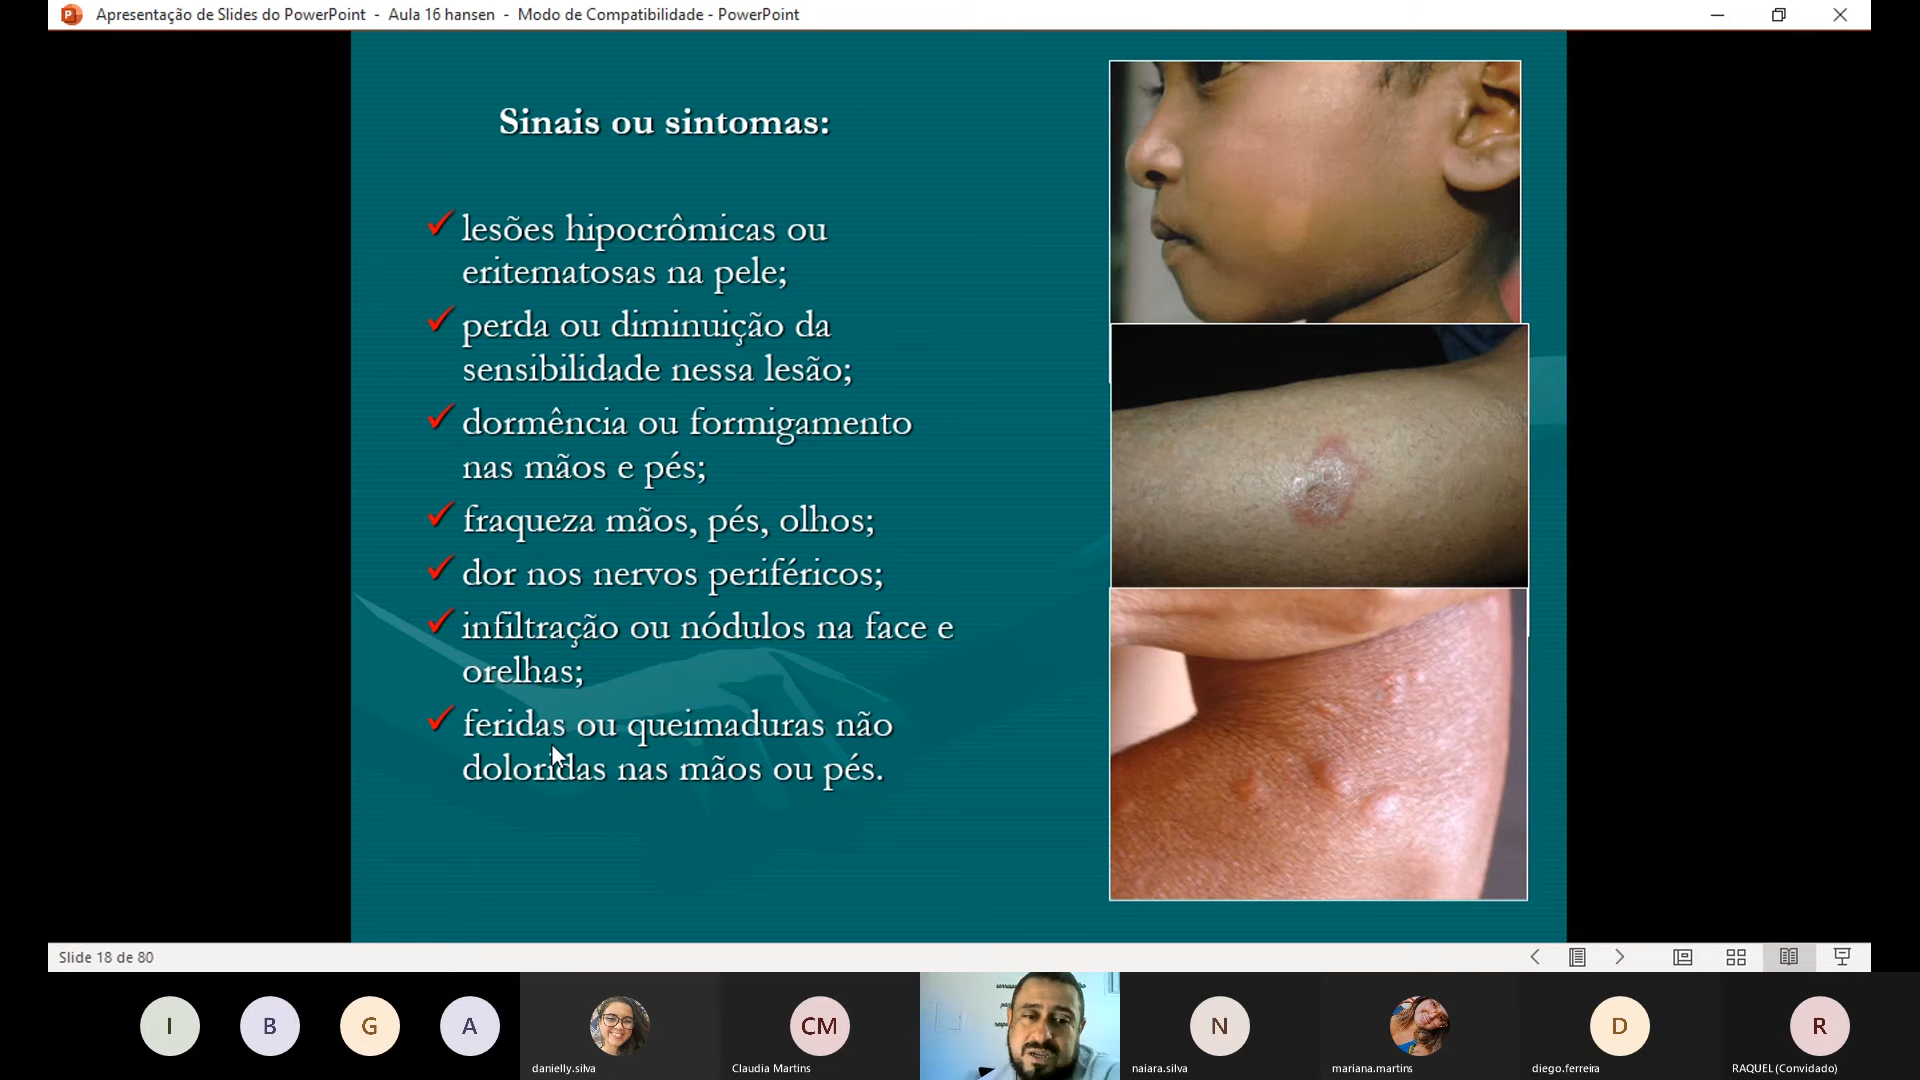 Apresentação de Slides do PowerPoint - Aula 16 hansen - Modo de Compatibilidade - PowerPoint
Sinais ou sintomas:
lesões hipocrômicas ou
eritematosas na pele;
perda ou diminuição da
sensibilidade nessa lesão;
dormência ou formigamento
nas mãos e pés;
fraqueza mãos, pés, olhos;
dor nos nervos periféricos;
infiltração ou nódulos na face e
orelhas;
feridas ou queimaduras não
doloridas nas mãos ou pés.
Slide 18 de 80
I
B
G
A
CM
N
D
R
danielly.silva
Claudia Martins
naiara.silva
mariana.martins
diego.ferreira
RAQUEL (Convidado)